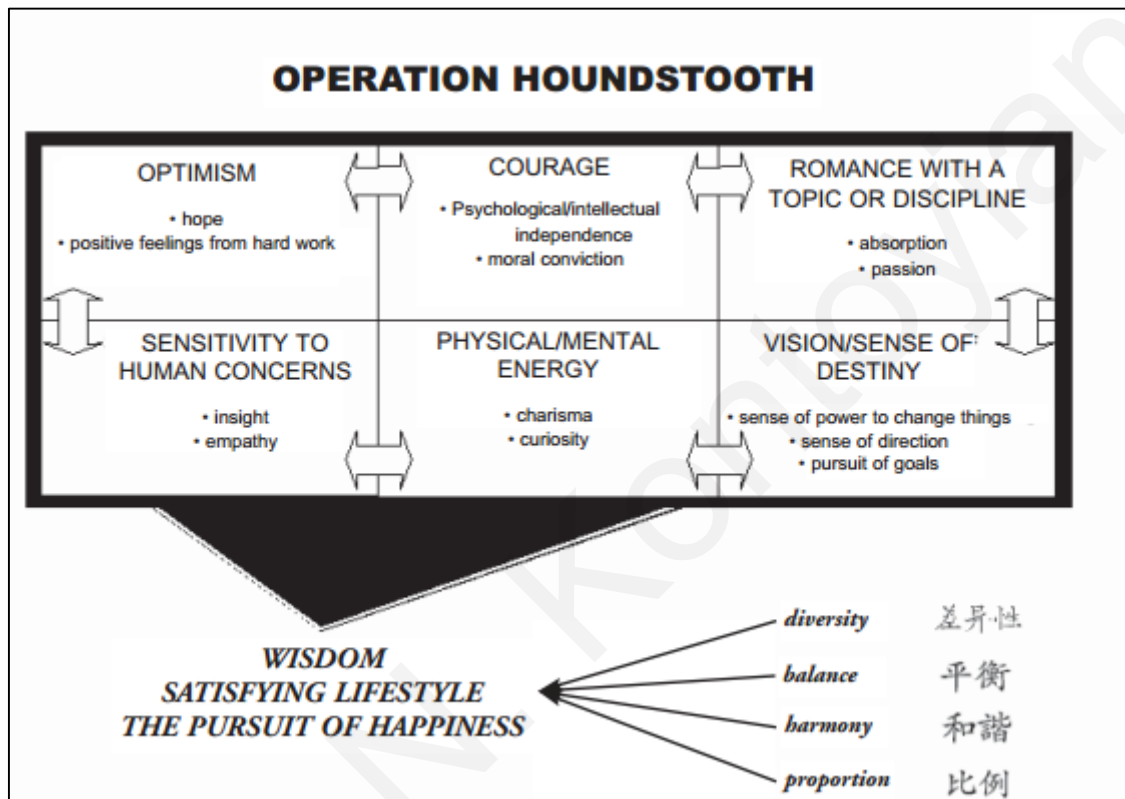 OPERATION HOUNDSTOOTH
OPTIMISM
• hope
• positive feelings from hard work
COURAGE
• Psychological/intellectual
independence
• moral conviction
ROMANCE WITH A
TOPIC OR DISCIPLINE
• absorption
• passion
SENSITIVITY TO
HUMAN CONCERNS
• insight
• empathy
PHYSICAL/MENTAL
ENERGY
• charisma
• curiosity
VISION/SENSE OF
DESTINY
• sense of power to change things
• sense of direction
• pursuit of goals
WISDOM
SATISFYING LIFESTYLE
THE PURSUIT OF HAPPINESS
diversity 差异性
balance 平衡
harmony 和諧
proportion 比例
N. Kontoyian